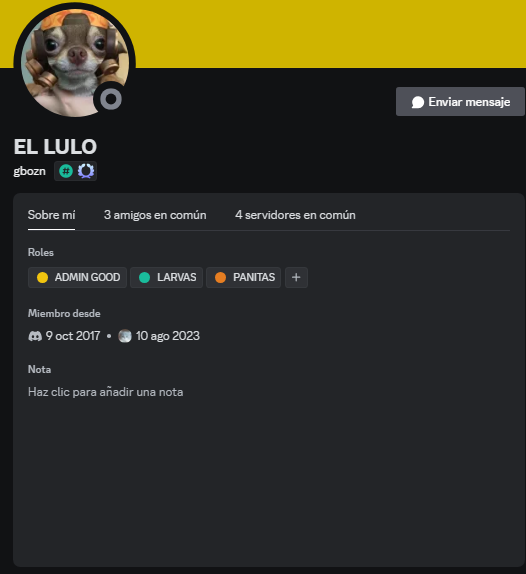 Enviar mensaje
EL LULO
gbozn #
Sobre mí 3 amigos en común 4 servidores en común
Roles
ADMIN GOOD LARVAS PANITAS +
Miembro desde
9 oct 2017 • 10 ago 2023
Nota
Haz clic para añadir una nota